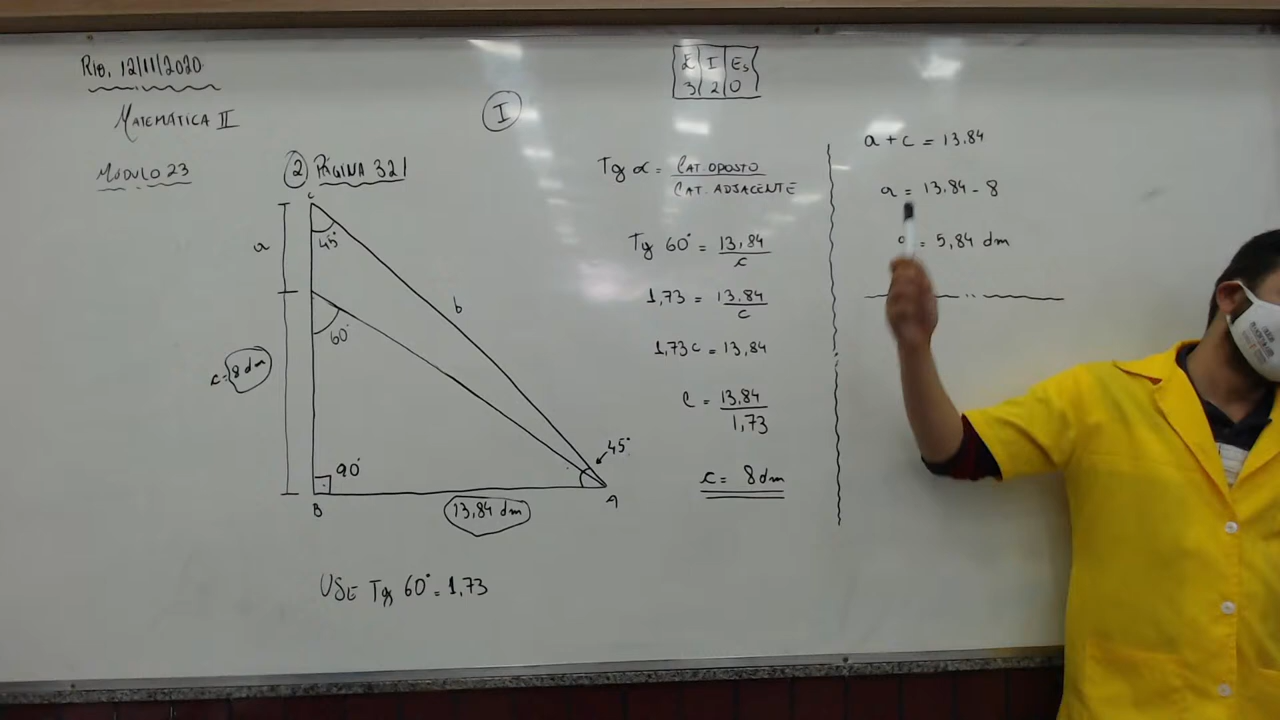 Rib. 12/11/2020
MATEMÁTICA II
MÓDULO 23
I
E I Es
3 2 0
2 PÁGINA 321
C
45°
a
b
60°
c = 8 dm
90°
45°
B
13,84 dm
A
USE Tg 60° = 1,73
Tg α = CAT. OPOSTO
CAT. ADJACENTE
Tg 60° = 13,84
c
1,73 = 13,84
c
1,73c = 13,84
c = 13,84
1,73
c = 8 dm
a + c = 13,84
a = 13,84 - 8
= 5,84 dm